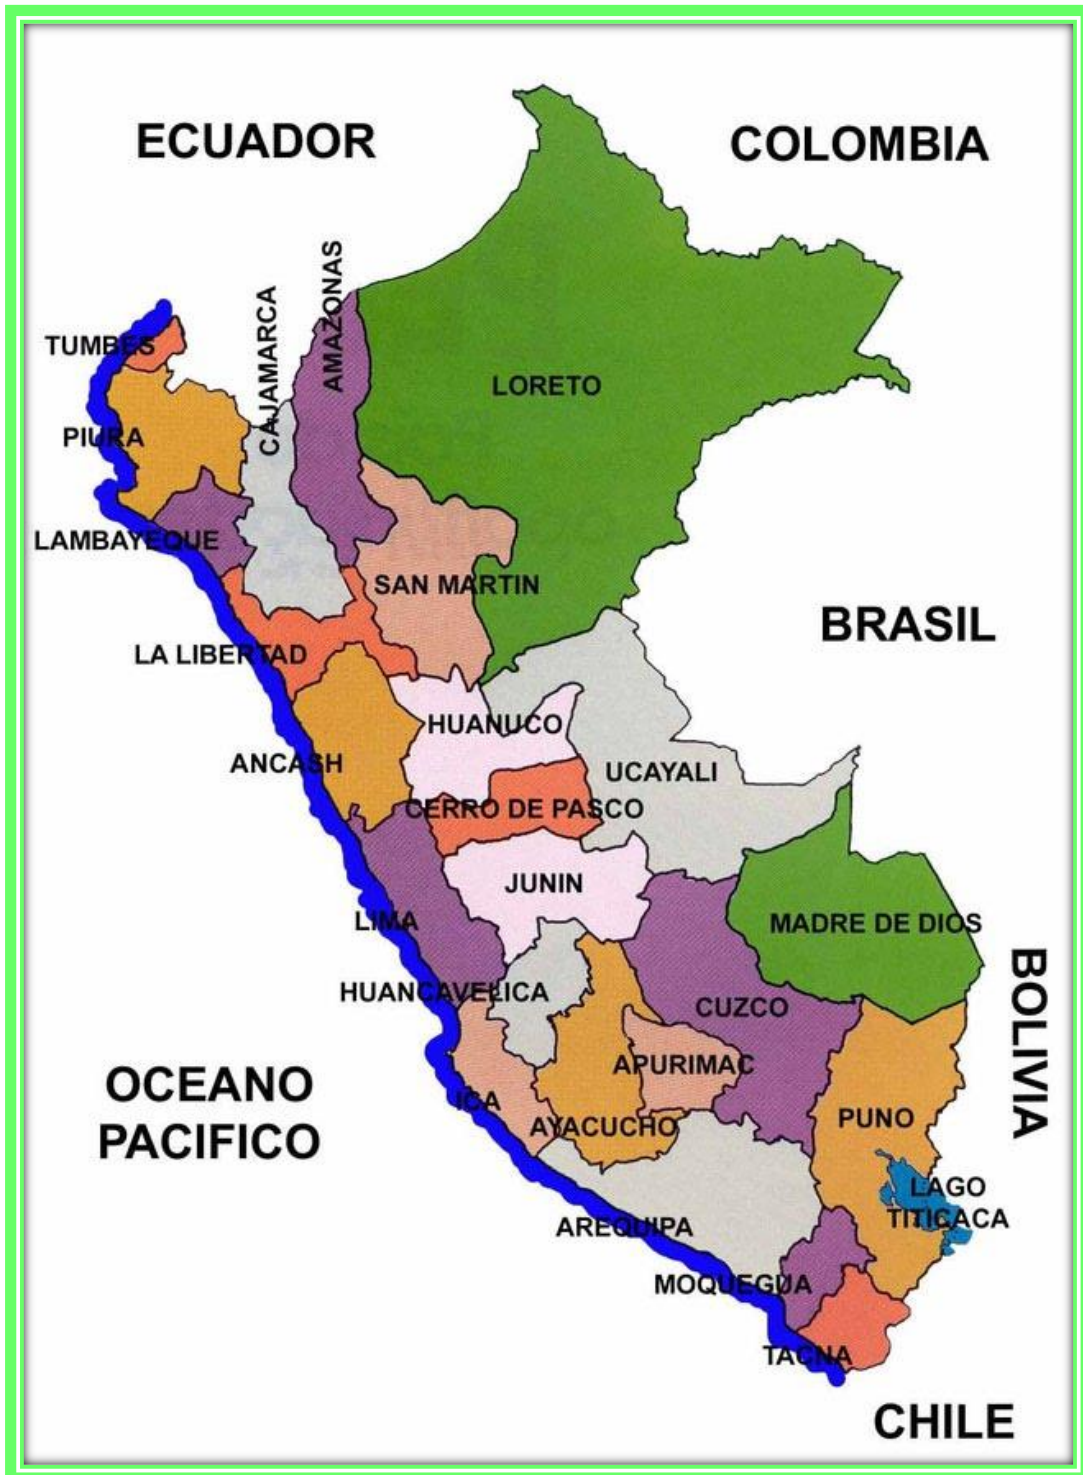 ECUADOR
COLOMBIA
AMAZONAS
CAJAMARCA
TUMBES
LORETO
PIURA
LAMBAYEQUE
SAN MARTIN
BRASIL
LA LIBERTAD
HUANUCO
ANCASH
UCAYALI
CERRO DE PASCO
JUNIN
LIMA
MADRE DE DIOS
HUANCAVELICA
CUZCO
BOLIVIA
APURIMAC
OCEANO
PACIFICO
ICA
AYACUCHO
PUNO
LAGO
TITICACA
AREQUIPA
MOQUEGUA
TACNA
CHILE